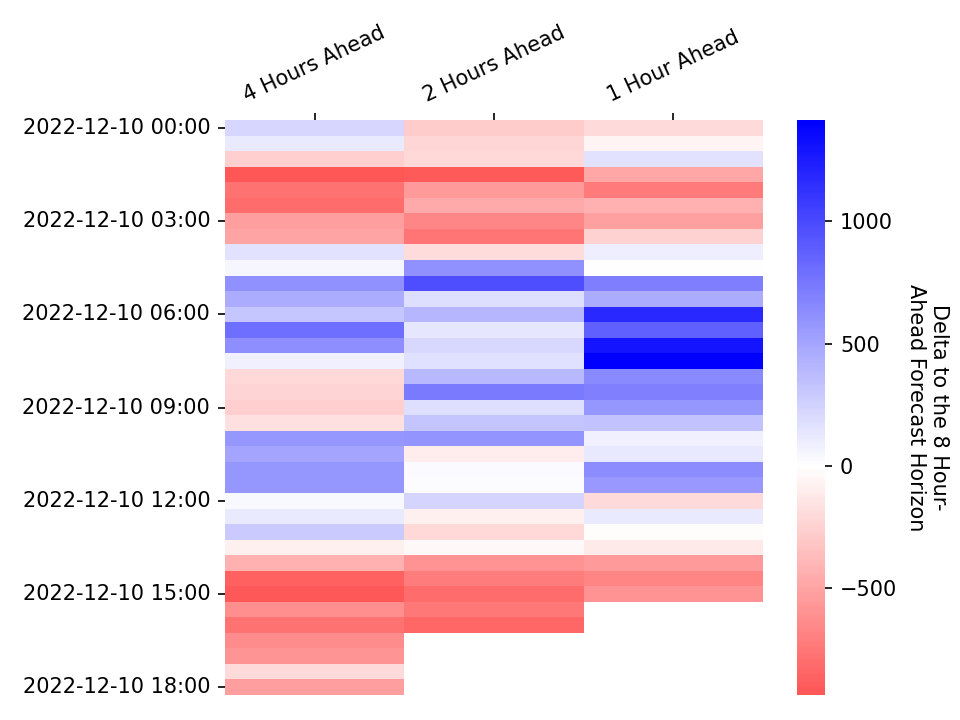 4 Hours Ahead
2 Hours Ahead
1 Hour Ahead
2022-12-10 00:00
2022-12-10 03:00
2022-12-10 06:00
2022-12-10 09:00
2022-12-10 12:00
2022-12-10 15:00
2022-12-10 18:00
1000
500
0
−500
Delta to the 8 Hour-
Ahead Forecast Horizon